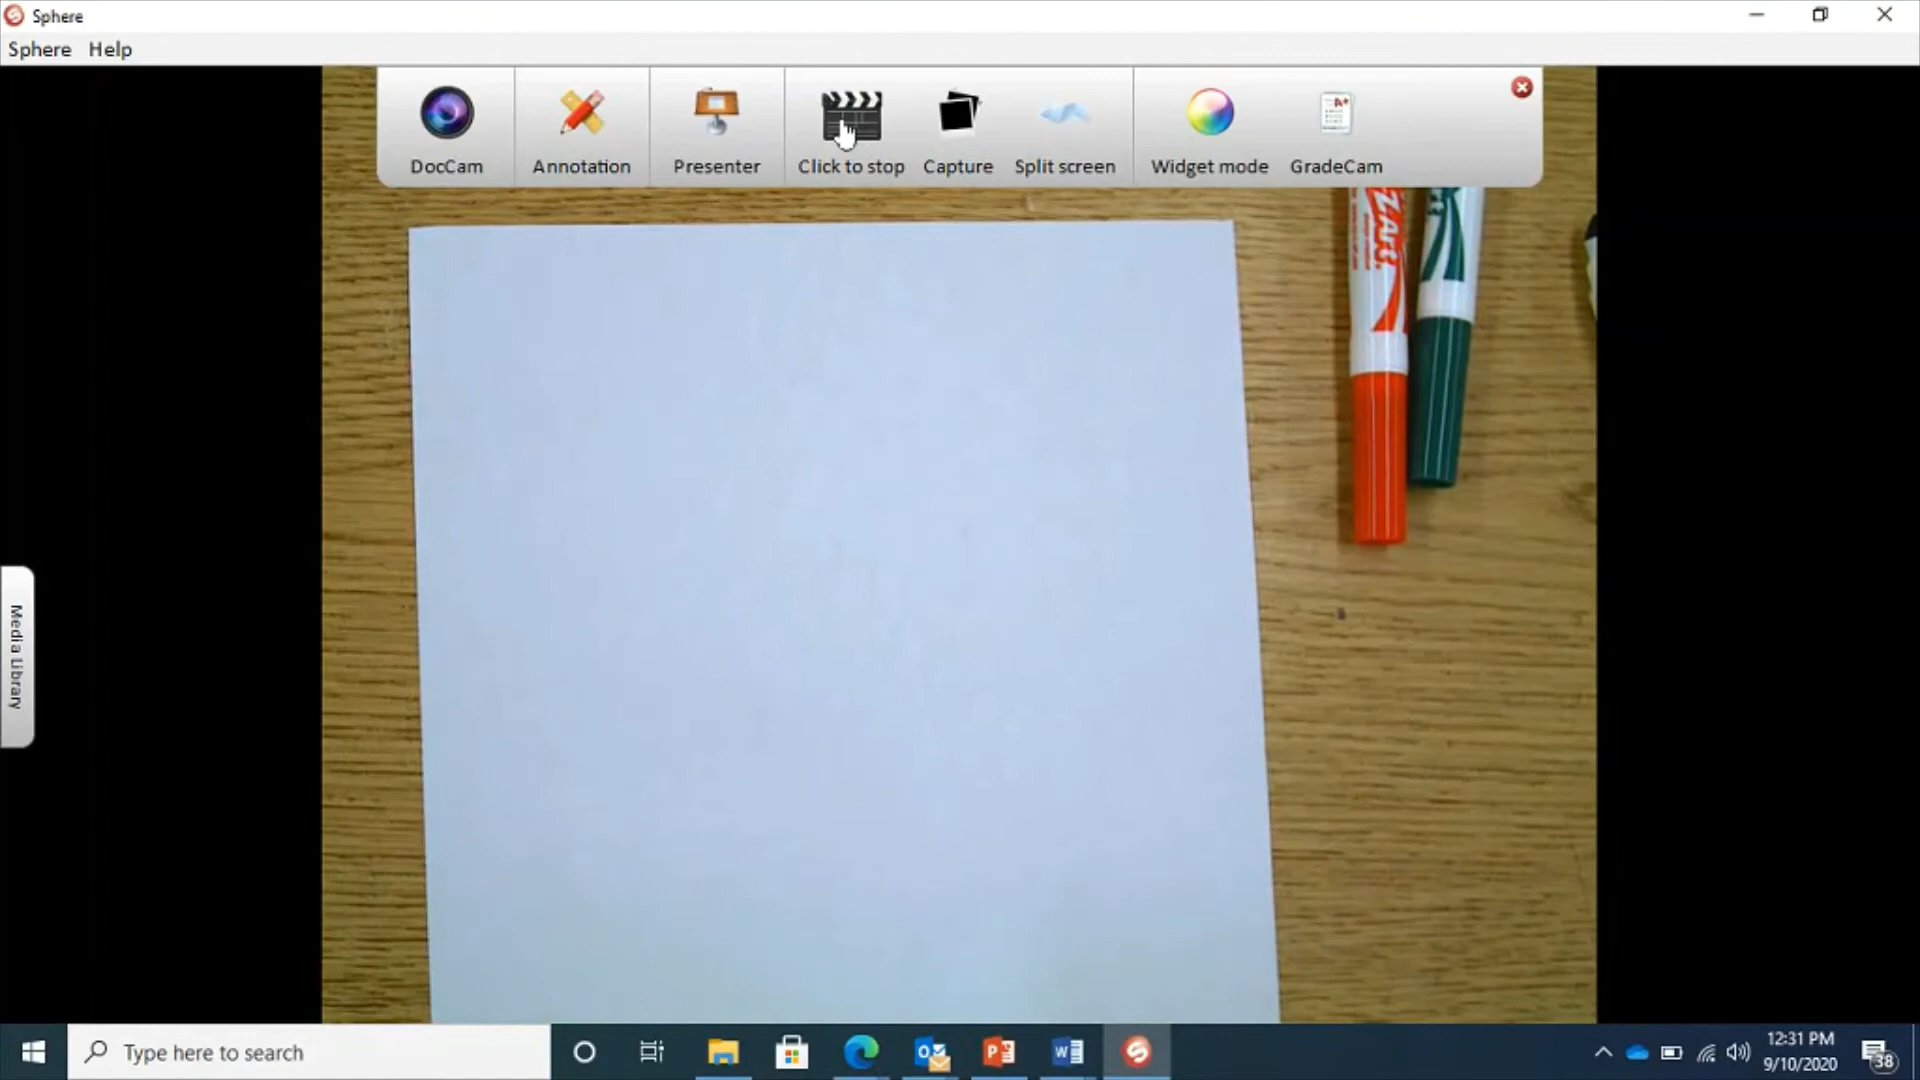 Sphere
Sphere Help
DocCam Annotation Presenter Click to stop Capture Split screen Widget mode GradeCam
A+
Media Library
Type here to search
12:31 PM
9/10/2020
38